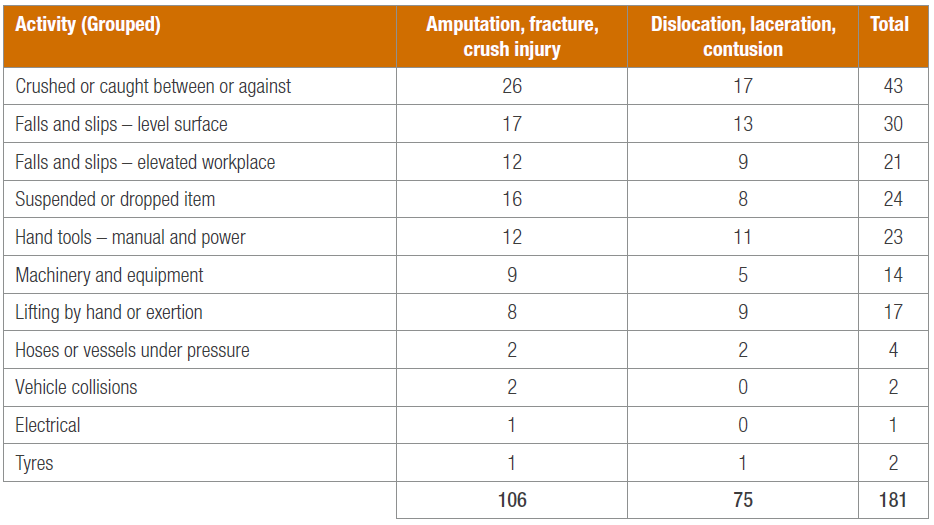 Activity (Grouped) Amputation, fracture, crush injury Dislocation, laceration, contusion Total
Crushed or caught between or against 26 17 43
Falls and slips – level surface 17 13 30
Falls and slips – elevated workplace 12 9 21
Suspended or dropped item 16 8 24
Hand tools – manual and power 12 11 23
Machinery and equipment 9 5 14
Lifting by hand or exertion 8 9 17
Hoses or vessels under pressure 2 2 4
Vehicle collisions 2 0 2
Electrical 1 0 1
Tyres 1 1 2
106 75 181